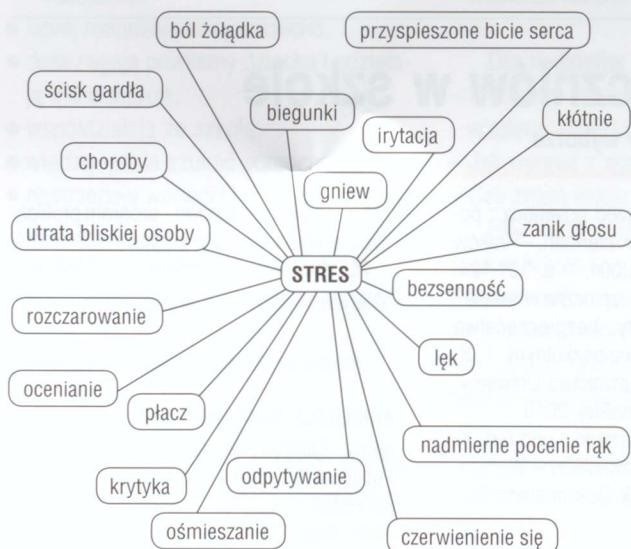 ból żołądka
przyspieszone bicie serca
ścisk gardła
biegunki
kłótnie
irytacja
choroby
gniew
utrata bliskiej osoby
zanik głosu
STRES
bezsenność
rozczarowanie
lęk
ocenianie
płacz
nadmierne pocenie rąk
krytyka
odpytywanie
ośmieszanie
czerwienienie się